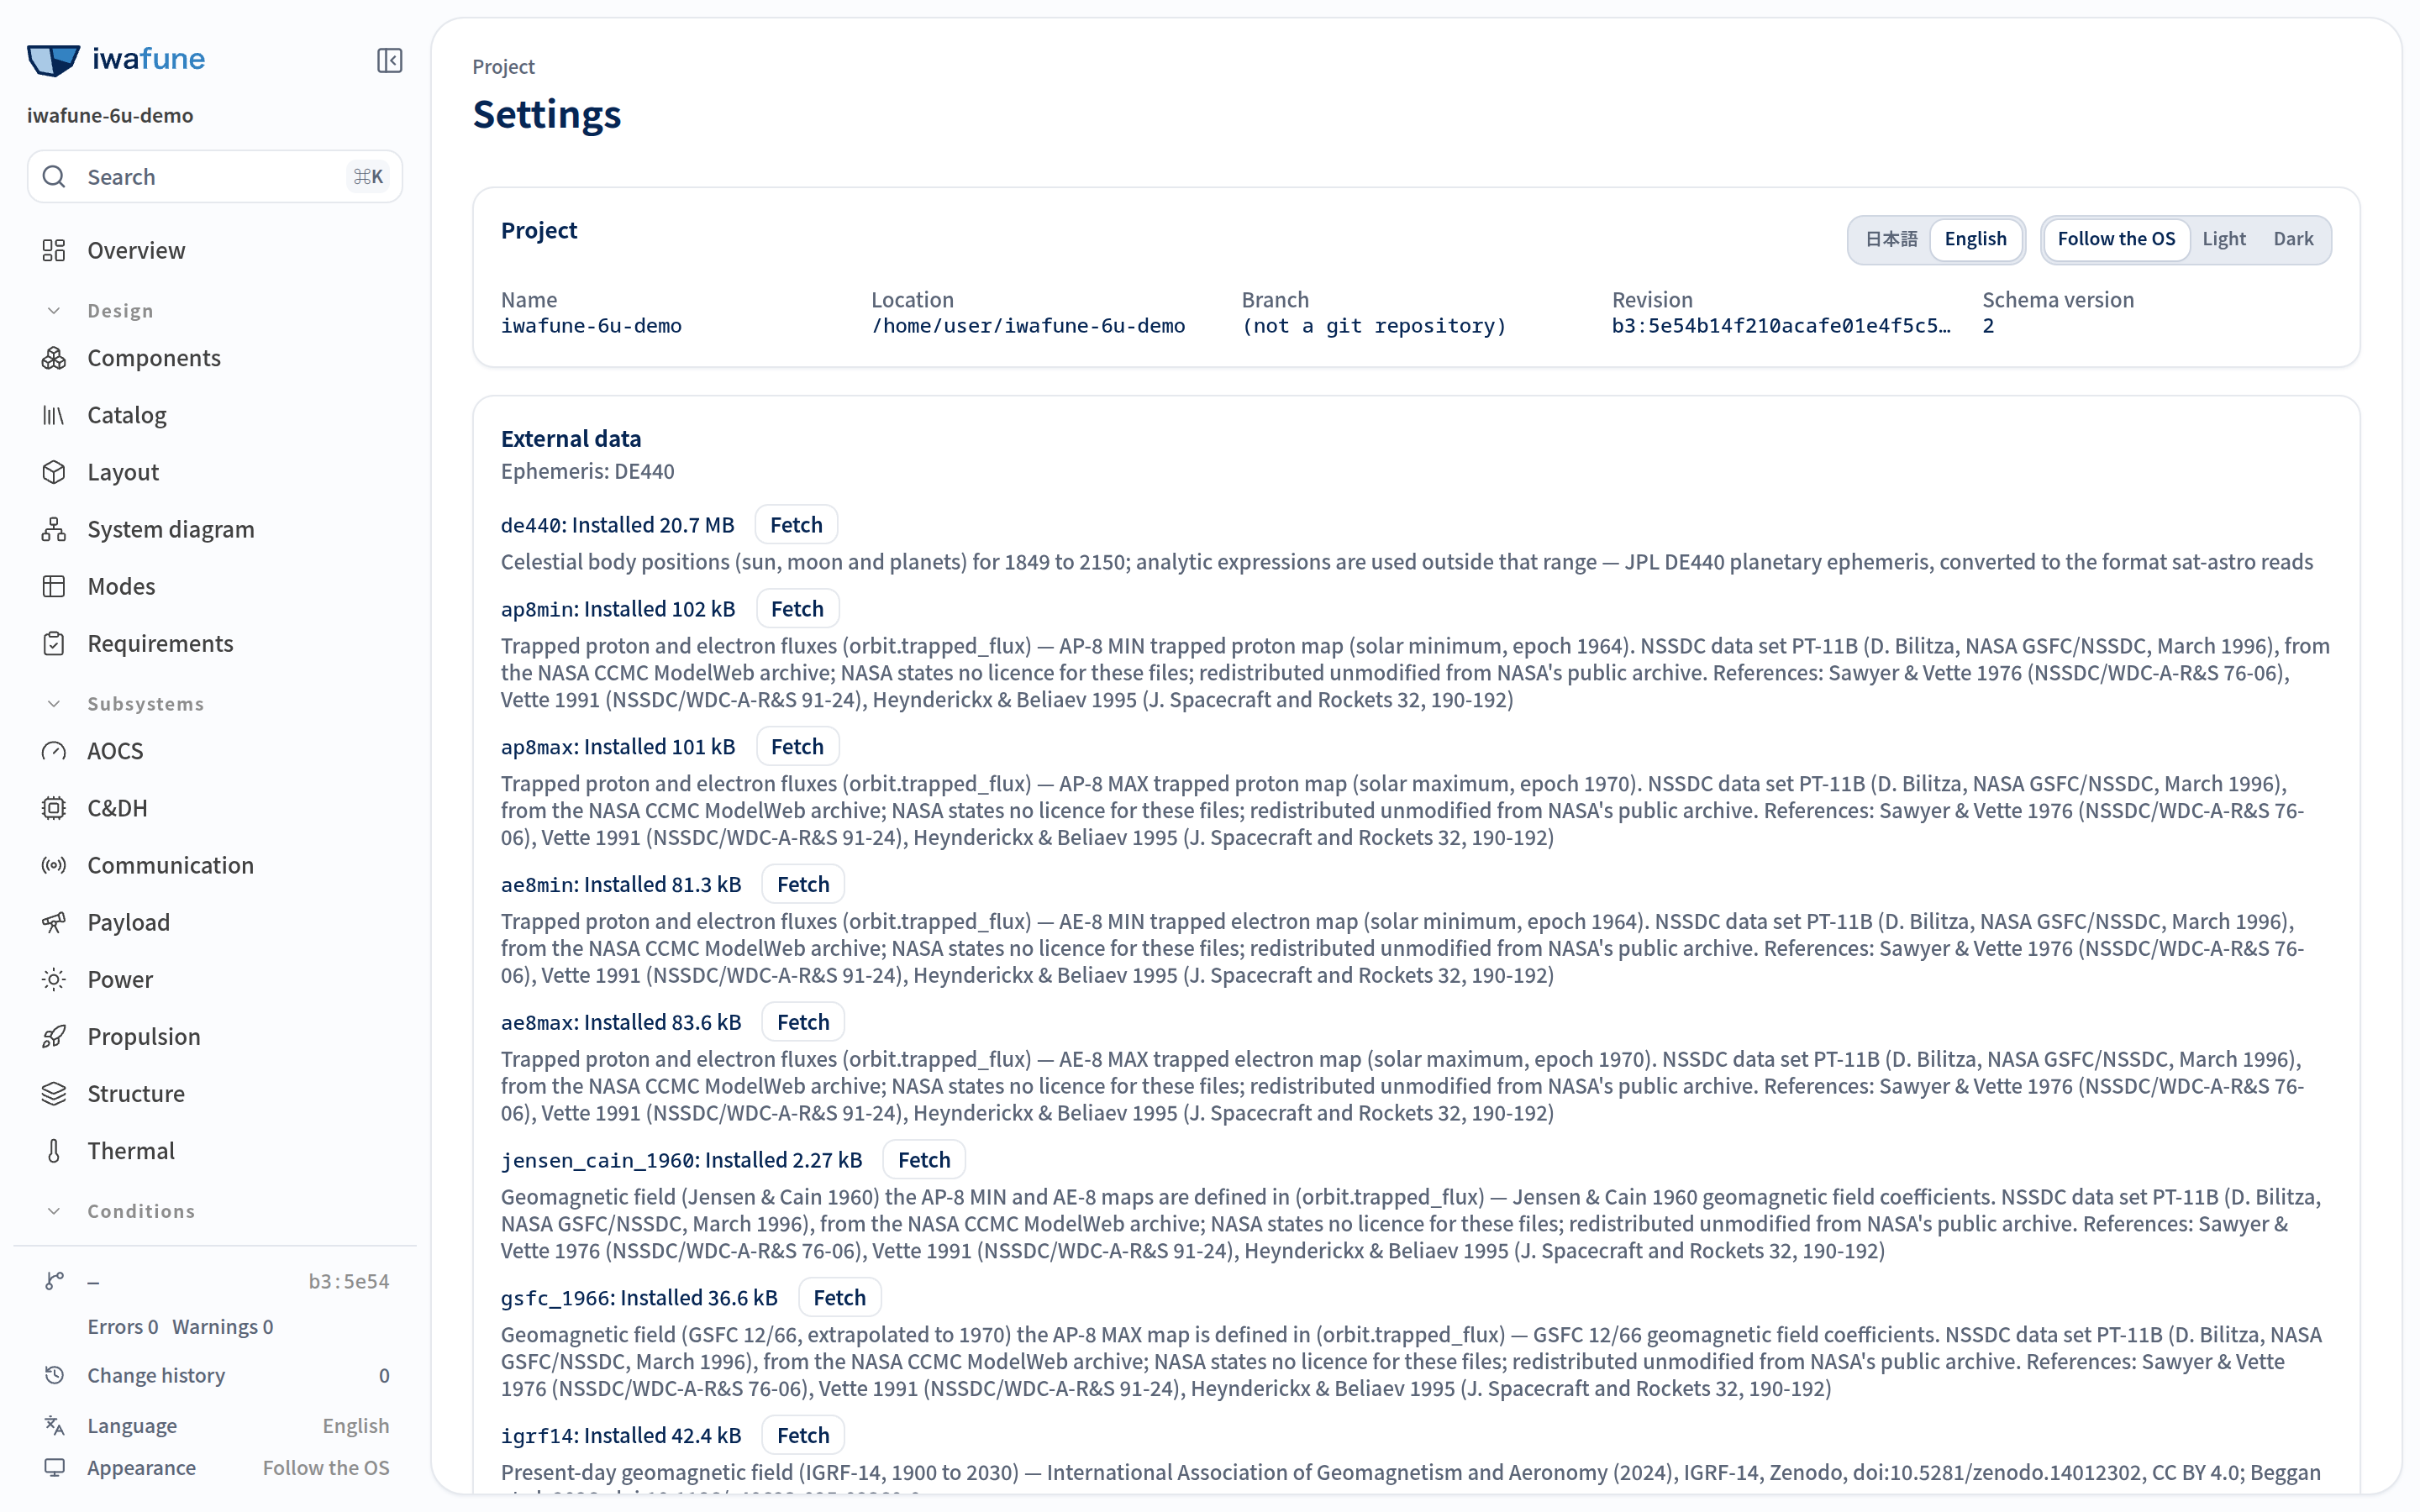 iwafune
iwafune-6u-demo
Search ⌘K
Overview
Design
Components
Catalog
Layout
System diagram
Modes
Requirements
Subsystems
AOCS
C&DH
Communication
Payload
Power
Propulsion
Structure
Thermal
Conditions
– b3:5e54
Errors 0 Warnings 0
Change history 0
Language English
Appearance Follow the OS
Project
Settings
Project
日本語 English Follow the OS Light Dark
Name Location Branch Revision Schema version
iwafune-6u-demo /home/user/iwafune-6u-demo (not a git repository) b3:5e54b14f210acafe01e4f5c5… 2
External data
Ephemeris: DE440
de440: Installed 20.7 MB Fetch
Celestial body positions (sun, moon and planets) for 1849 to 2150; analytic expressions are used outside that range — JPL DE440 planetary ephemeris, converted to the format sat-astro reads
ap8min: Installed 102 kB Fetch
Trapped proton and electron fluxes (orbit.trapped_flux) — AP-8 MIN trapped proton map (solar minimum, epoch 1964). NSSDC data set PT-11B (D. Bilitza, NASA GSFC/NSSDC, March 1996), from
the NASA CCMC ModelWeb archive; NASA states no licence for these files; redistributed unmodified from NASA's public archive. References: Sawyer & Vette 1976 (NSSDC/WDC-A-R&S 76-06),
Vette 1991 (NSSDC/WDC-A-R&S 91-24), Heynderickx & Beliaev 1995 (J. Spacecraft and Rockets 32, 190-192)
ap8max: Installed 101 kB Fetch
Trapped proton and electron fluxes (orbit.trapped_flux) — AP-8 MAX trapped proton map (solar maximum, epoch 1970). NSSDC data set PT-11B (D. Bilitza, NASA GSFC/NSSDC, March 1996),
from the NASA CCMC ModelWeb archive; NASA states no licence for these files; redistributed unmodified from NASA's public archive. References: Sawyer & Vette 1976 (NSSDC/WDC-A-R&S 76-
06), Vette 1991 (NSSDC/WDC-A-R&S 91-24), Heynderickx & Beliaev 1995 (J. Spacecraft and Rockets 32, 190-192)
ae8min: Installed 81.3 kB Fetch
Trapped proton and electron fluxes (orbit.trapped_flux) — AE-8 MIN trapped electron map (solar minimum, epoch 1964). NSSDC data set PT-11B (D. Bilitza, NASA GSFC/NSSDC, March 1996),
from the NASA CCMC ModelWeb archive; NASA states no licence for these files; redistributed unmodified from NASA's public archive. References: Sawyer & Vette 1976 (NSSDC/WDC-A-R&S 76-
06), Vette 1991 (NSSDC/WDC-A-R&S 91-24), Heynderickx & Beliaev 1995 (J. Spacecraft and Rockets 32, 190-192)
ae8max: Installed 83.6 kB Fetch
Trapped proton and electron fluxes (orbit.trapped_flux) — AE-8 MAX trapped electron map (solar maximum, epoch 1970). NSSDC data set PT-11B (D. Bilitza, NASA GSFC/NSSDC, March 1996),
from the NASA CCMC ModelWeb archive; NASA states no licence for these files; redistributed unmodified from NASA's public archive. References: Sawyer & Vette 1976 (NSSDC/WDC-A-R&S 76-
06), Vette 1991 (NSSDC/WDC-A-R&S 91-24), Heynderickx & Beliaev 1995 (J. Spacecraft and Rockets 32, 190-192)
jensen_cain_1960: Installed 2.27 kB Fetch
Geomagnetic field (Jensen & Cain 1960) the AP-8 MIN and AE-8 maps are defined in (orbit.trapped_flux) — Jensen & Cain 1960 geomagnetic field coefficients. NSSDC data set PT-11B (D. Bilitza,
NASA GSFC/NSSDC, March 1996), from the NASA CCMC ModelWeb archive; NASA states no licence for these files; redistributed unmodified from NASA's public archive. References: Sawyer &
Vette 1976 (NSSDC/WDC-A-R&S 76-06), Vette 1991 (NSSDC/WDC-A-R&S 91-24), Heynderickx & Beliaev 1995 (J. Spacecraft and Rockets 32, 190-192)
gsfc_1966: Installed 36.6 kB Fetch
Geomagnetic field (GSFC 12/66, extrapolated to 1970) the AP-8 MAX map is defined in (orbit.trapped_flux) — GSFC 12/66 geomagnetic field coefficients. NSSDC data set PT-11B (D. Bilitza, NASA
GSFC/NSSDC, March 1996), from the NASA CCMC ModelWeb archive; NASA states no licence for these files; redistributed unmodified from NASA's public archive. References: Sawyer & Vette
1976 (NSSDC/WDC-A-R&S 76-06), Vette 1991 (NSSDC/WDC-A-R&S 91-24), Heynderickx & Beliaev 1995 (J. Spacecraft and Rockets 32, 190-192)
igrf14: Installed 42.4 kB Fetch
Present-day geomagnetic field (IGRF-14, 1900 to 2030) — International Association of Geomagnetism and Aeronomy (2024), IGRF-14, Zenodo, doi:10.5281/zenodo.14012302, CC BY 4.0; Beggan